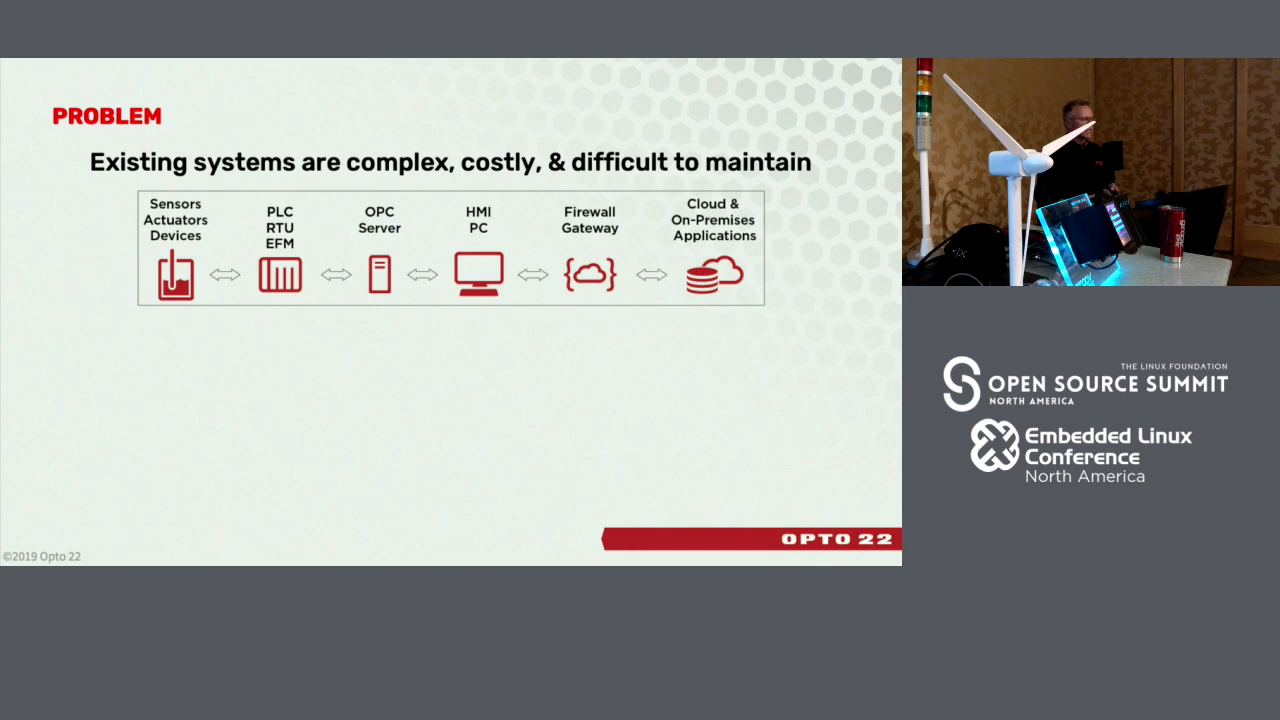 PROBLEM
Existing systems are complex, costly, & difficult to maintain
Sensors
Actuators
Devices
PLC
RTU
EFM
OPC
Server
HMI
PC
Firewall
Gateway
Cloud &
On-Premises
Applications
OPTO 22
©2019 Opto 22
THE LINUX FOUNDATION
OPEN SOURCE SUMMIT
NORTH AMERICA
Embedded Linux
Conference
North America